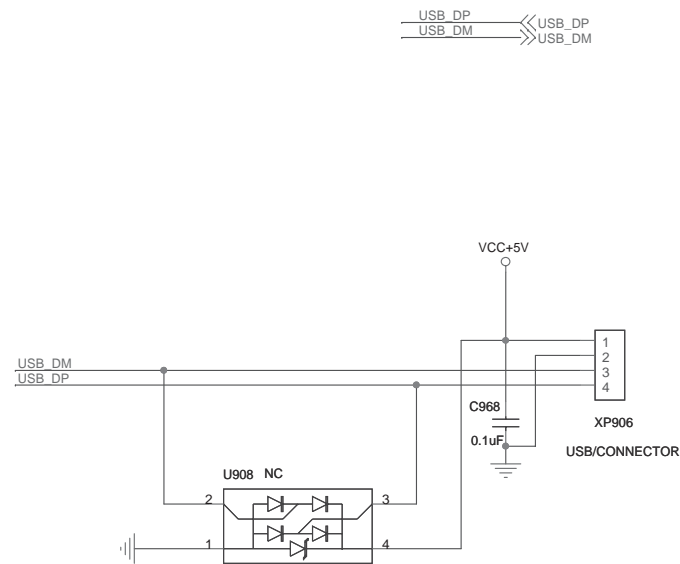 USB_DP
USB_DP
USB_DM
USB_DM
VCC+5V
1
2
3
4
USB_DM
USB_DP
C968
0.1uF
XP906
USB/CONNECTOR
U908 NC
2
3
1
4